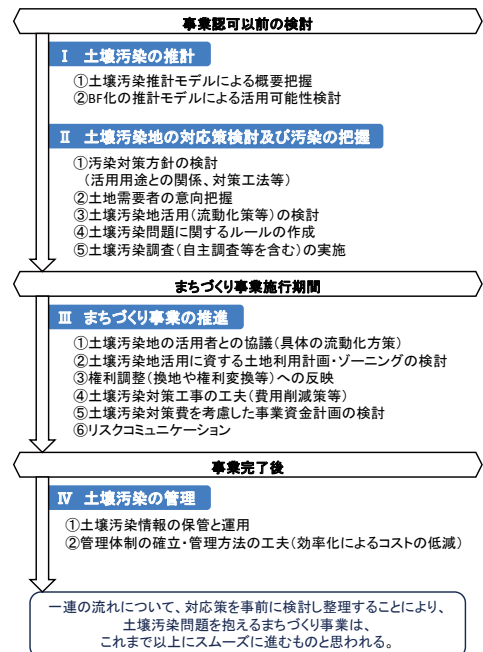 事業認可以前の検討
Ⅰ 土壌汚染の推計
①土壌汚染推計モデルによる概要把握
②BF化の推計モデルによる活用可能性検討
Ⅱ 土壌汚染地の対応策検討及び汚染の把握
①汚染対策方針の検討
（活用用途との関係、対策工法等）
②土地需要者の意向把握
③土壌汚染地活用（流動化策等）の検討
④土壌汚染問題に関するルールの作成
⑤土壌汚染調査（自主調査等を含む）の実施
まちづくり事業施行期間
Ⅲ まちづくり事業の推進
①土壌汚染地の活用者との協議（具体の流動化方策）
②土壌汚染地活用に資する土地利用計画・ゾーニングの検討
③権利調整（換地や権利変換等）への反映
④土壌汚染対策工事の工夫（費用削減策等）
⑤土壌汚染対策費を考慮した事業資金計画の検討
⑥リスクコミュニケーション
事業完了後
Ⅳ 土壌汚染の管理
①土壌汚染情報の保管と運用
②管理体制の確立・管理方法の工夫（効率化によるコストの低減）
一連の流れについて、対応策を事前に検討し整理することにより、
土壌汚染問題を抱えるまちづくり事業は、
これまで以上にスムーズに進むものと思われる。